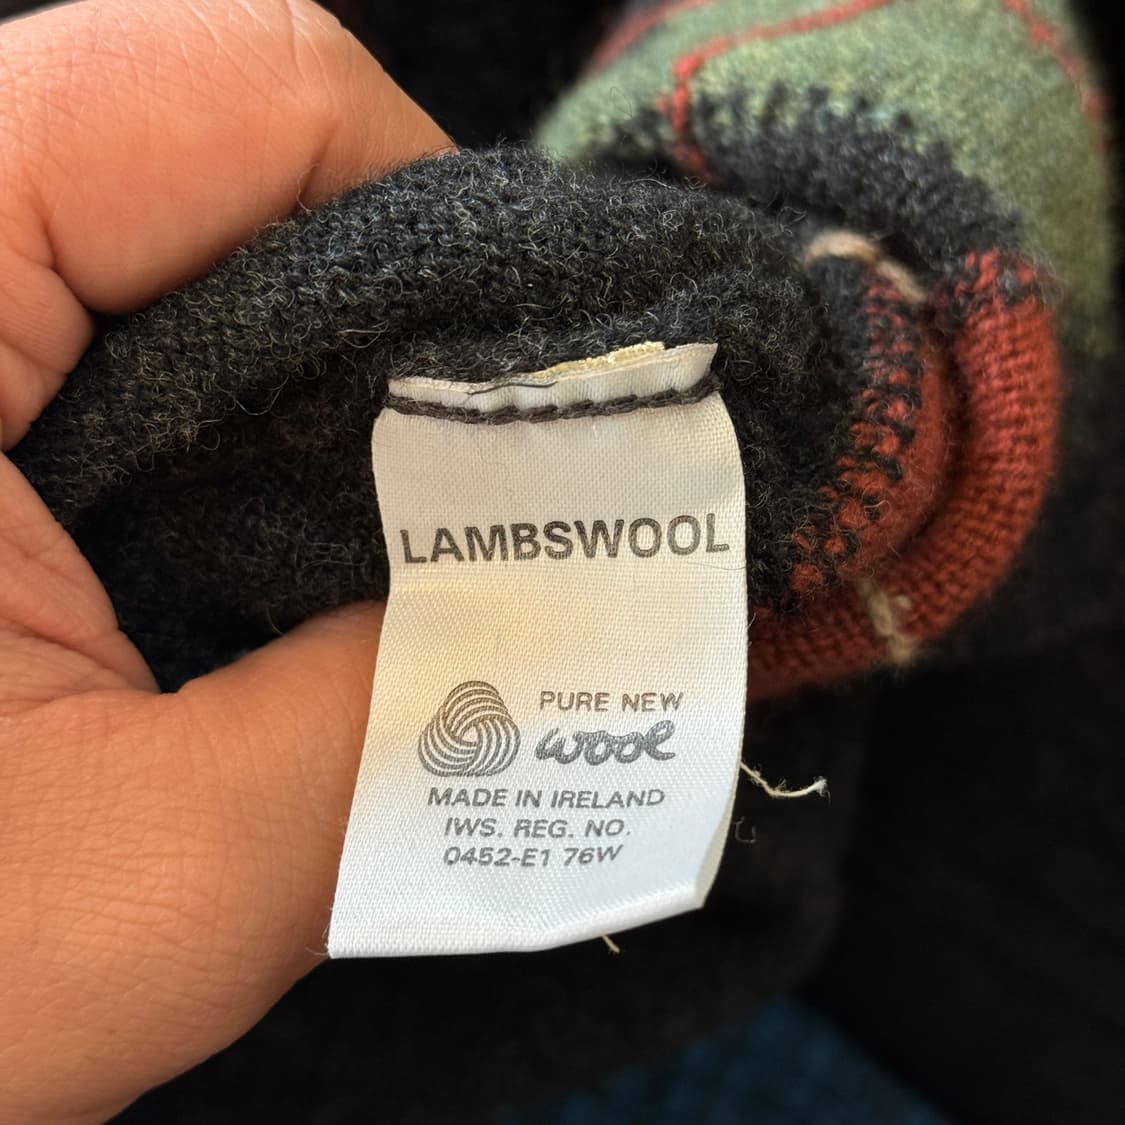 LAMBSWOOL
PURE NEW
wool
MADE IN IRELAND
IWS. REG. NO.
0452-E1 76W